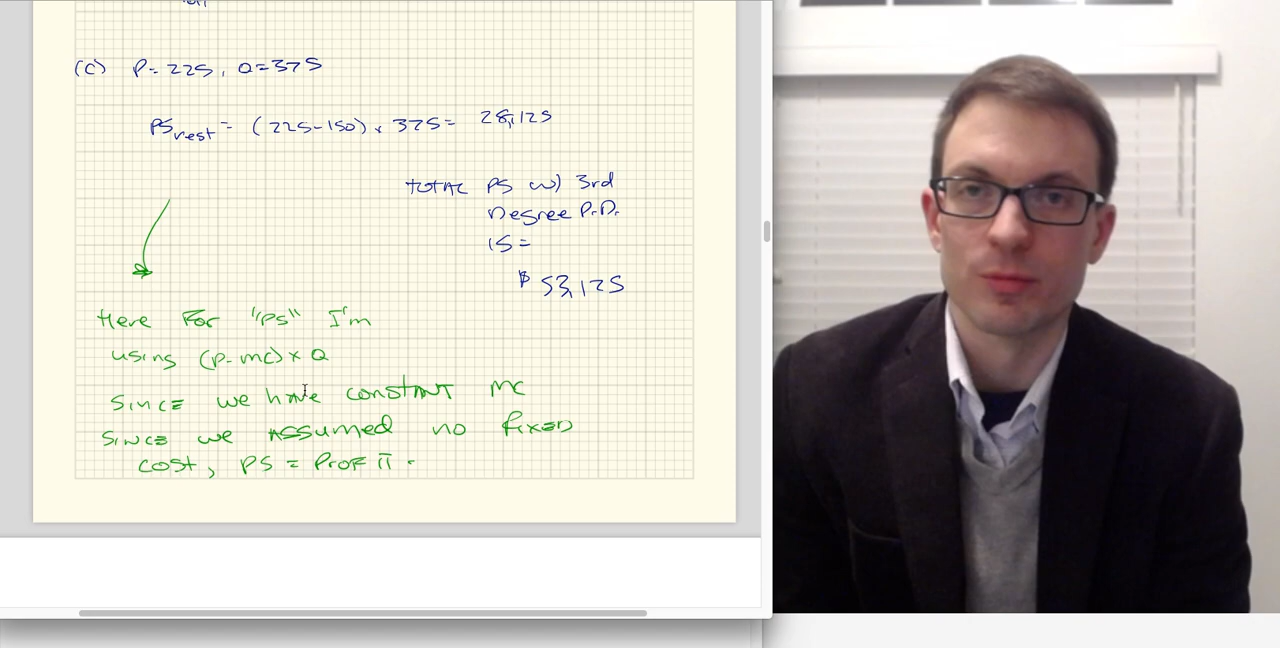 (c) P=225, Q=375
PSrest = (225-150) × 375 = 28,125
TOTAL PS w) 3rd
Degree P.D.
is =
$ 53,125
Here For "PS" I'm
using (P-MC) × Q
SINCE we have constant MC
SINCE we ASSUMED no FIXED
COST, PS = PROFIT.